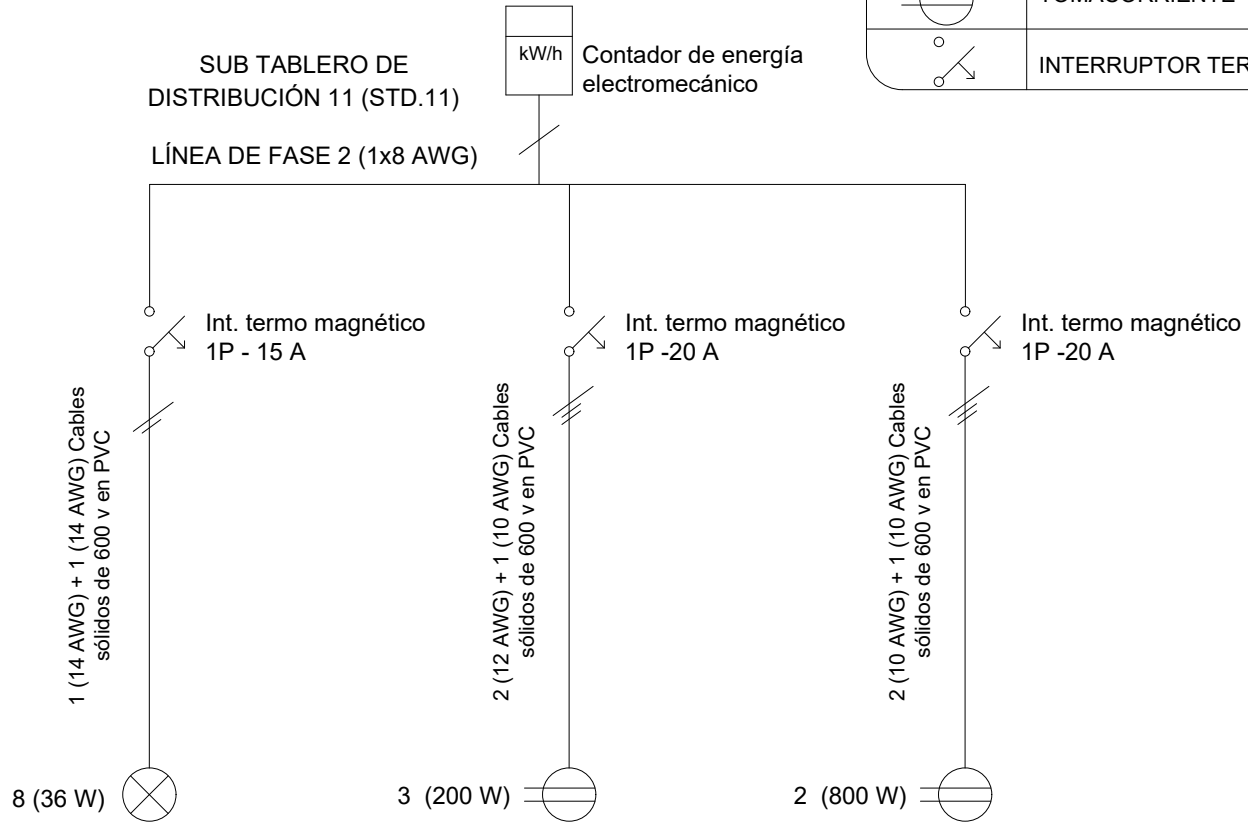 TOMACORRIENTE
INTERRUPTOR TER
kW/h
Contador de energía
electromecánico
SUB TABLERO DE
DISTRIBUCIÓN 11 (STD.11)
LÍNEA DE FASE 2 (1x8 AWG)
Int. termo magnético
1P - 15 A
Int. termo magnético
1P -20 A
Int. termo magnético
1P -20 A
1 (14 AWG) + 1 (14 AWG) Cables
sólidos de 600 v en PVC
2 (12 AWG) + 1 (10 AWG) Cables
sólidos de 600 v en PVC
2 (10 AWG) + 1 (10 AWG) Cables
sólidos de 600 v en PVC
8 (36 W)
3 (200 W)
2 (800 W)